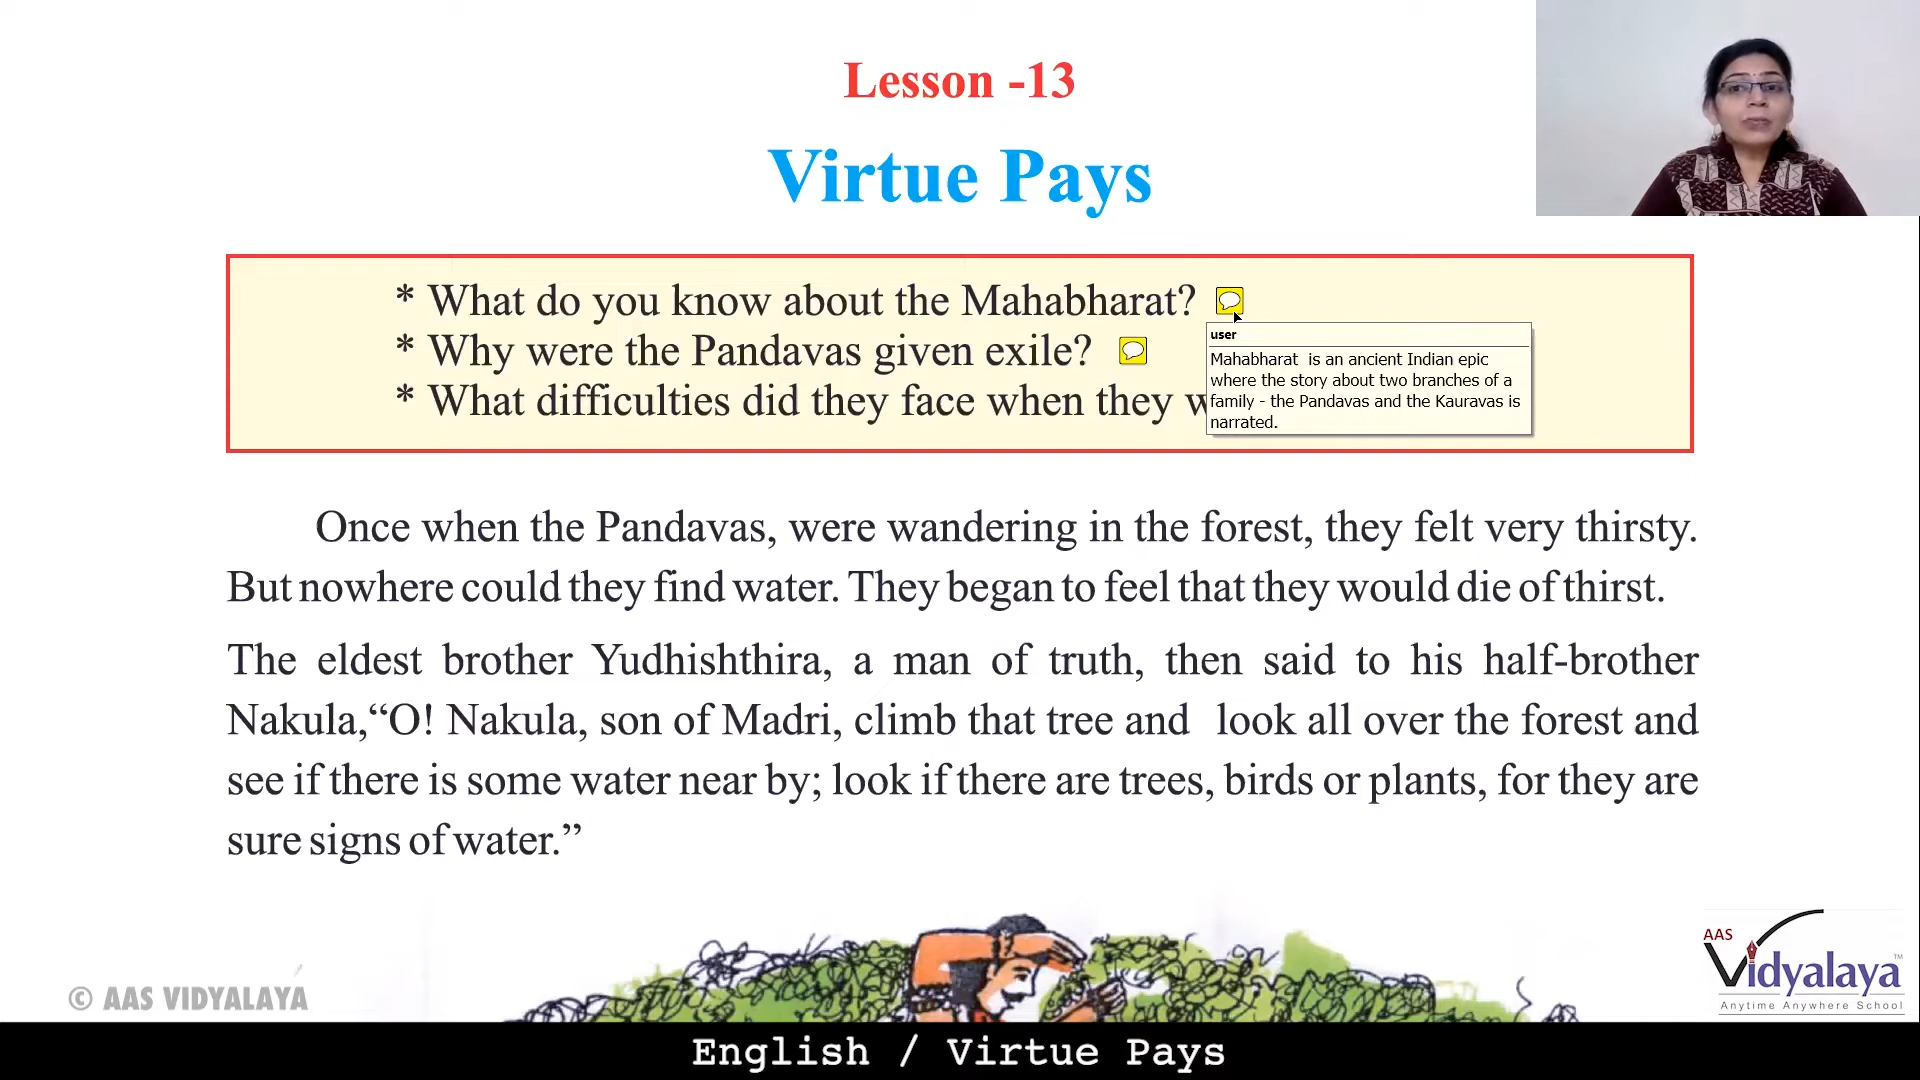 Lesson -13
Virtue Pays
* What do you know about the Mahabharat?
* Why were the Pandavas given exile?
* What difficulties did they face when they
user
Mahabharat is an ancient Indian epic
where the story about two branches of a
family - the Pandavas and the Kauravas is
narrated.
Once when the Pandavas, were wandering in the forest, they felt very thirsty.
But nowhere could they find water. They began to feel that they would die of thirst.
The eldest brother Yudhishthira, a man of truth, then said to his half-brother
Nakula,“O! Nakula, son of Madri, climb that tree and look all over the forest and
see if there is some water near by; look if there are trees, birds or plants, for they are
sure signs of water.”
© AAS VIDYALAYA
AAS
Vidyalaya™
Anytime Anywhere School
English / Virtue Pays